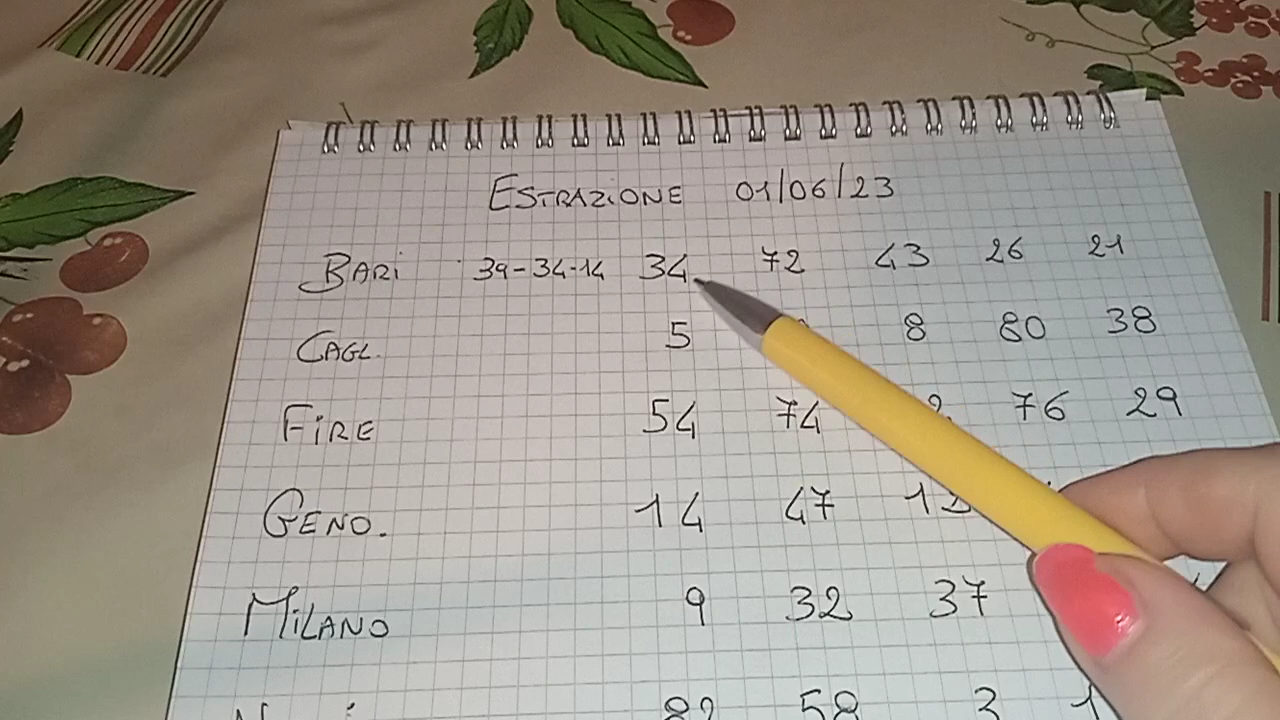 ESTRAZIONE 01/06/23
BARI 39-34-14 34 72 43 26 21
CAGL. 5 8 80 38
FIRE 54 74 76 29
GENO. 14 47
MILANO 9 32 37
82 58 3